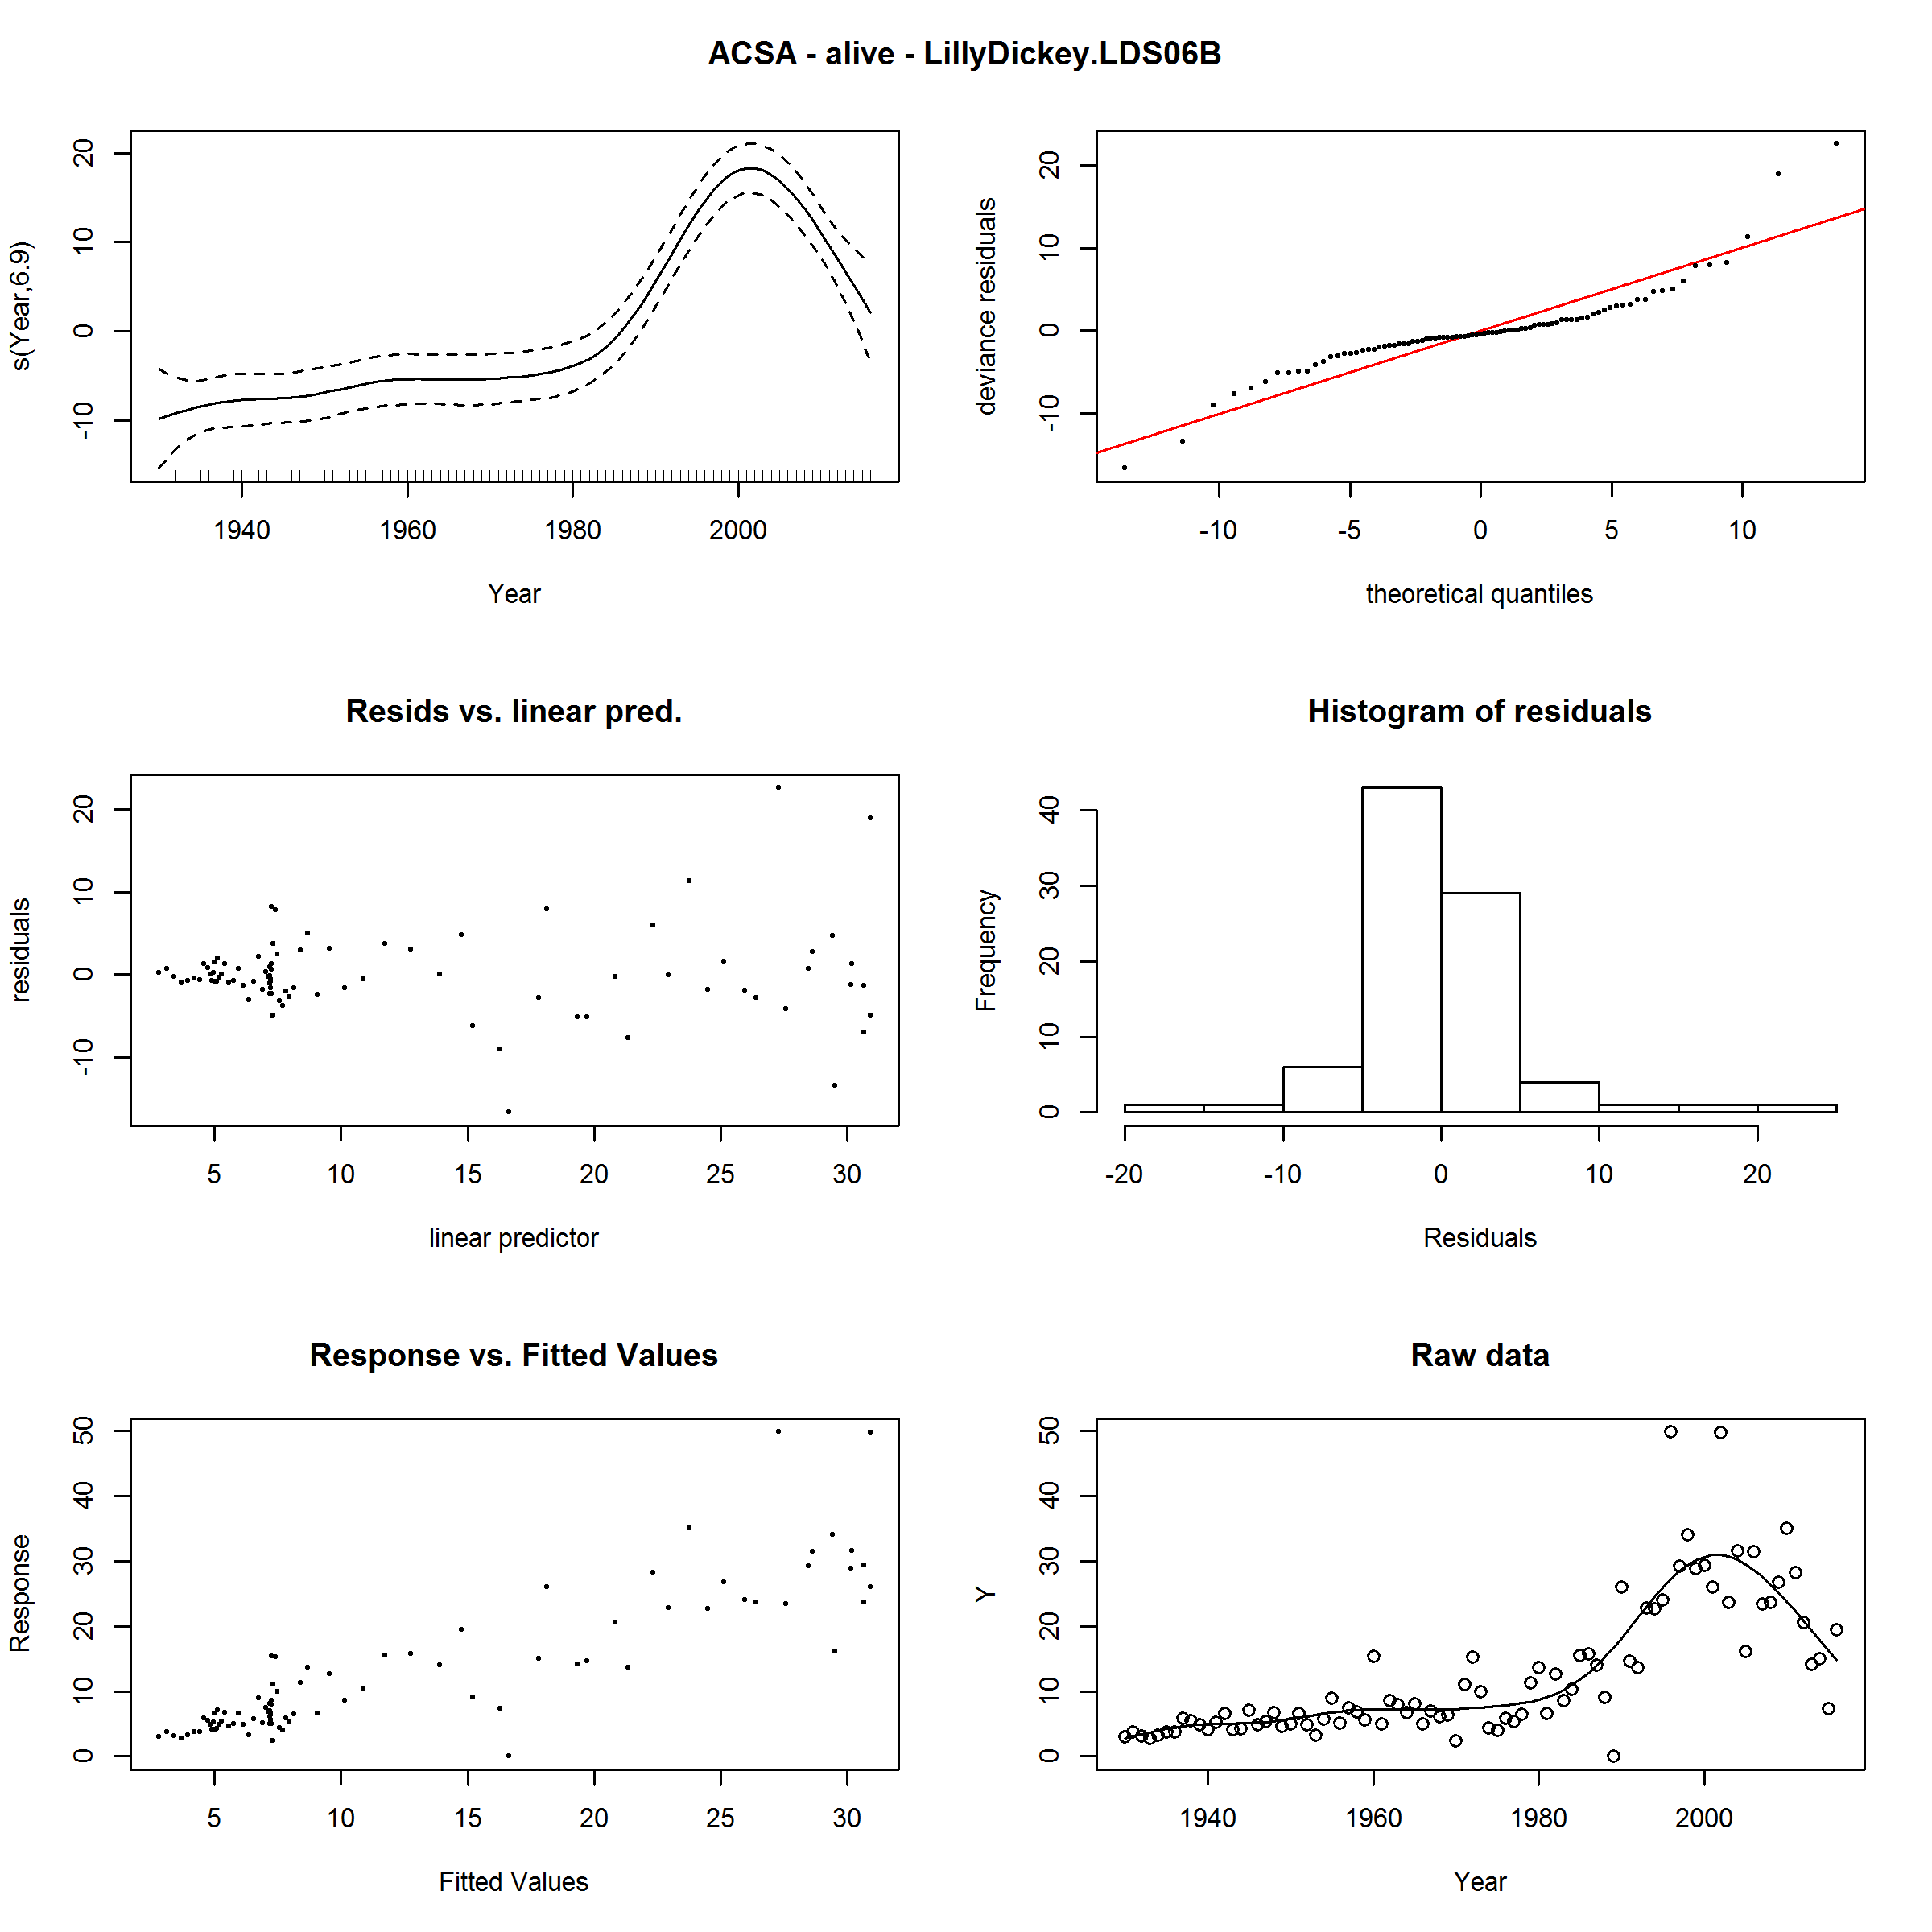 ACSA - alive - LillyDickey.LDS06B
s(Year,6.9)
20
10
0
-10
1940 1960 1980 2000
Year
deviance residuals
20
10
0
-10
-10 -5 0 5 10
theoretical quantiles
Resids vs. linear pred.
residuals
20
10
0
-10
5 10 15 20 25 30
linear predictor
Histogram of residuals
Frequency
40
30
20
10
0
-20 -10 0 10 20
Residuals
Response vs. Fitted Values
Response
50
40
30
20
10
0
5 10 15 20 25 30
Fitted Values
Raw data
Y
50
40
30
20
10
0
1940 1960 1980 2000
Year